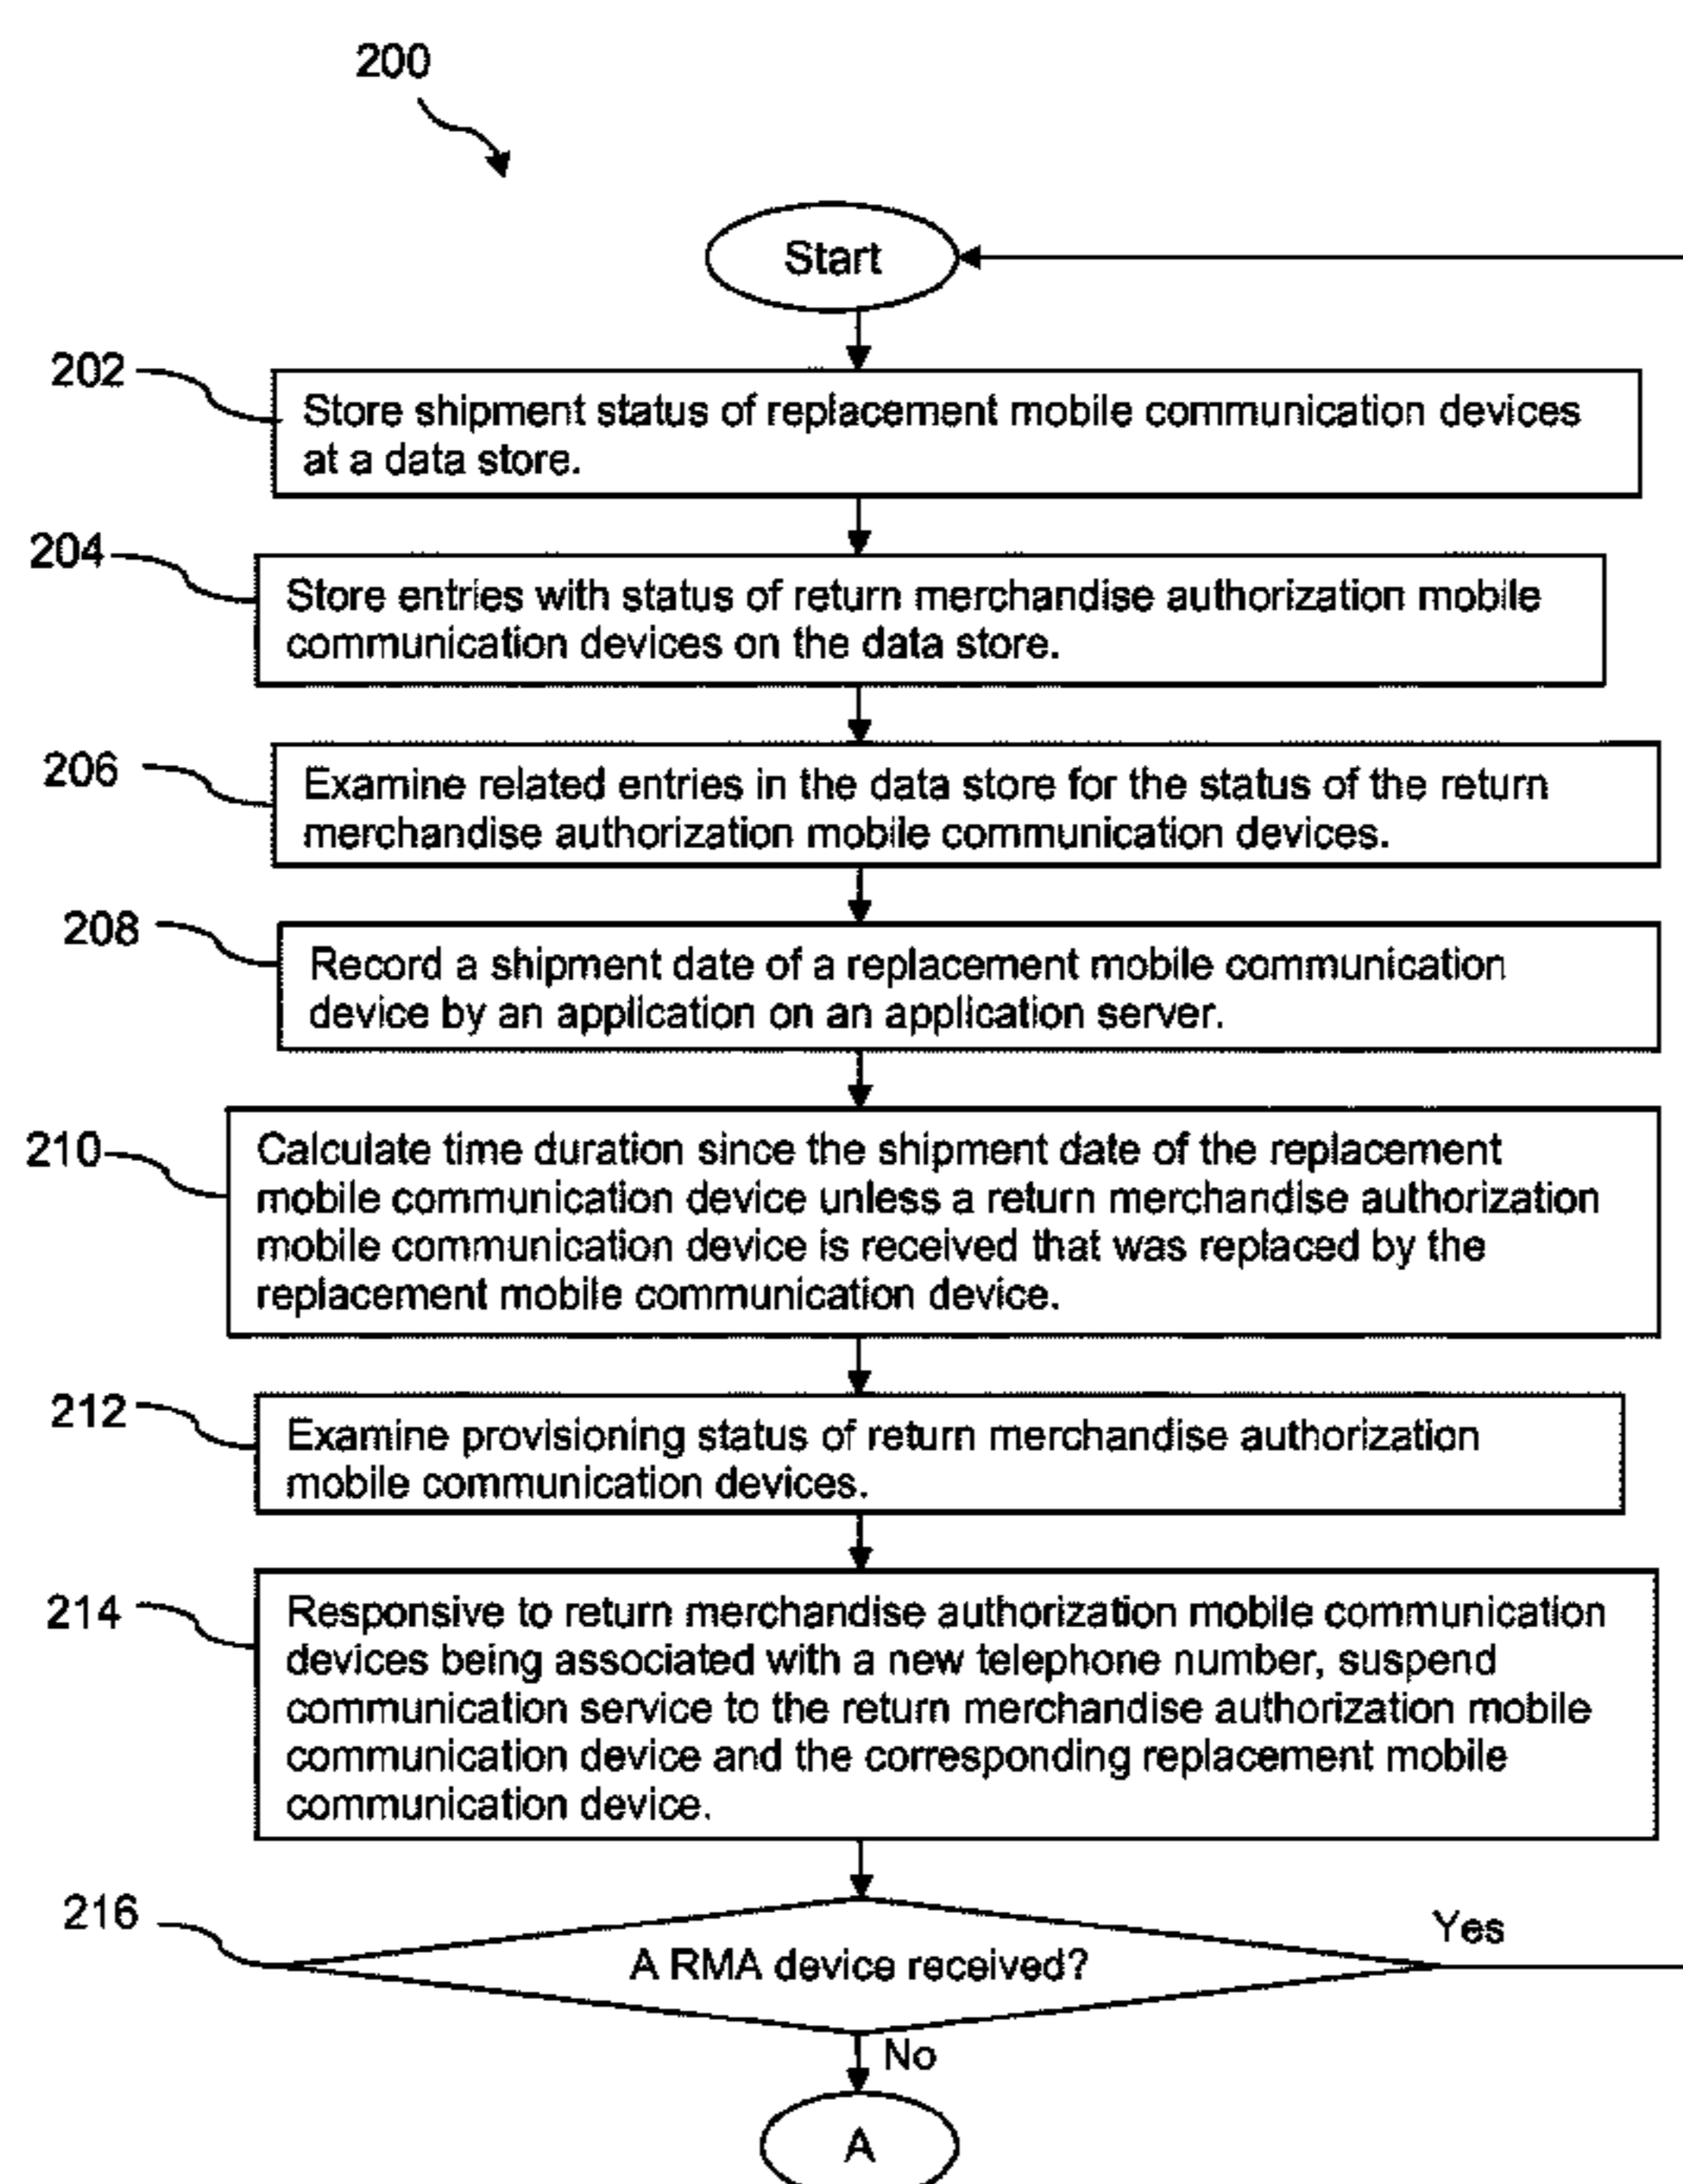 200
Start
202
Store shipment status of replacement mobile communication devices
at a data store.
204
Store entries with status of return merchandise authorization mobile
communication devices on the data store.
206
Examine related entries in the data store for the status of the return
merchandise authorization mobile communication devices.
208
Record a shipment date of a replacement mobile communication
device by an application on an application server.
210
Calculate time duration since the shipment date of the replacement
mobile communication device unless a return merchandise authorization
mobile communication device is received that was replaced by the
replacement mobile communication device.
212
Examine provisioning status of return merchandise authorization
mobile communication devices.
214
Responsive to return merchandise authorization mobile communication
devices being associated with a new telephone number, suspend
communication service to the return merchandise authorization mobile
communication device and the corresponding replacement mobile
communication device.
216
A RMA device received?
Yes
No
A